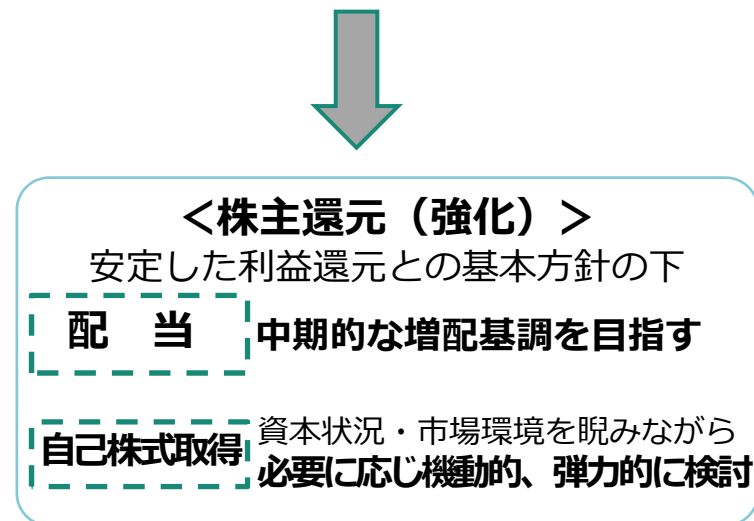 ＜株主還元（強化）＞
安定した利益還元との基本方針の下
配　当
中期的な増配基調を目指す
自己株式取得
資本状況・市場環境を睨みながら
必要に応じ機動的、弾力的に検討